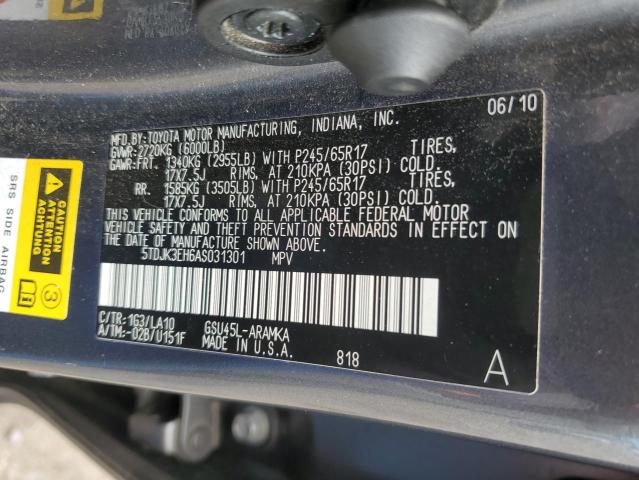 MFD.BY:TOYOTA MOTOR MANUFACTURING, INDIANA, INC. 06/10
GVWR: 2720KG (6000LB)
GAWR:FRT. 1340KG (2955LB) WITH P245/65R17 TIRES,
17X7.5J RIMS, AT 210KPA (30PSI) COLD.
RR. 1585KG (3505LB) WITH P245/65R17 TIRES,
17X7.5J RIMS, AT 210KPA (30PSI) COLD.
THIS VEHICLE CONFORMS TO ALL APPLICABLE FEDERAL MOTOR
VEHICLE SAFETY AND THEFT PREVENTION STANDARDS IN EFFECT ON
THE DATE OF MANUFACTURE SHOWN ABOVE.
5TDJK3EH6AS031301 MPV
C/TR:1G3/LA10 GSU45L-ARAMKA
A/TM:-02B/U151F MADE IN U.S.A. 818
A
SRS SIDE AIRBAG
ACHTUNG
3